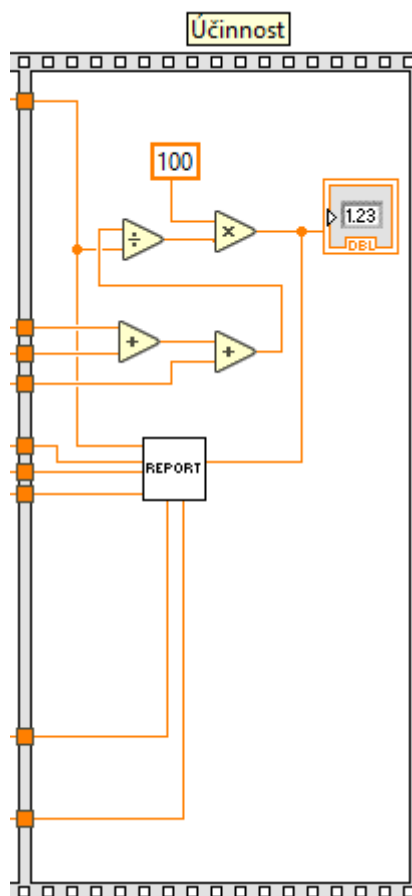 Účinnost
100
÷
×
1.23
DBL
+
+
REPORT